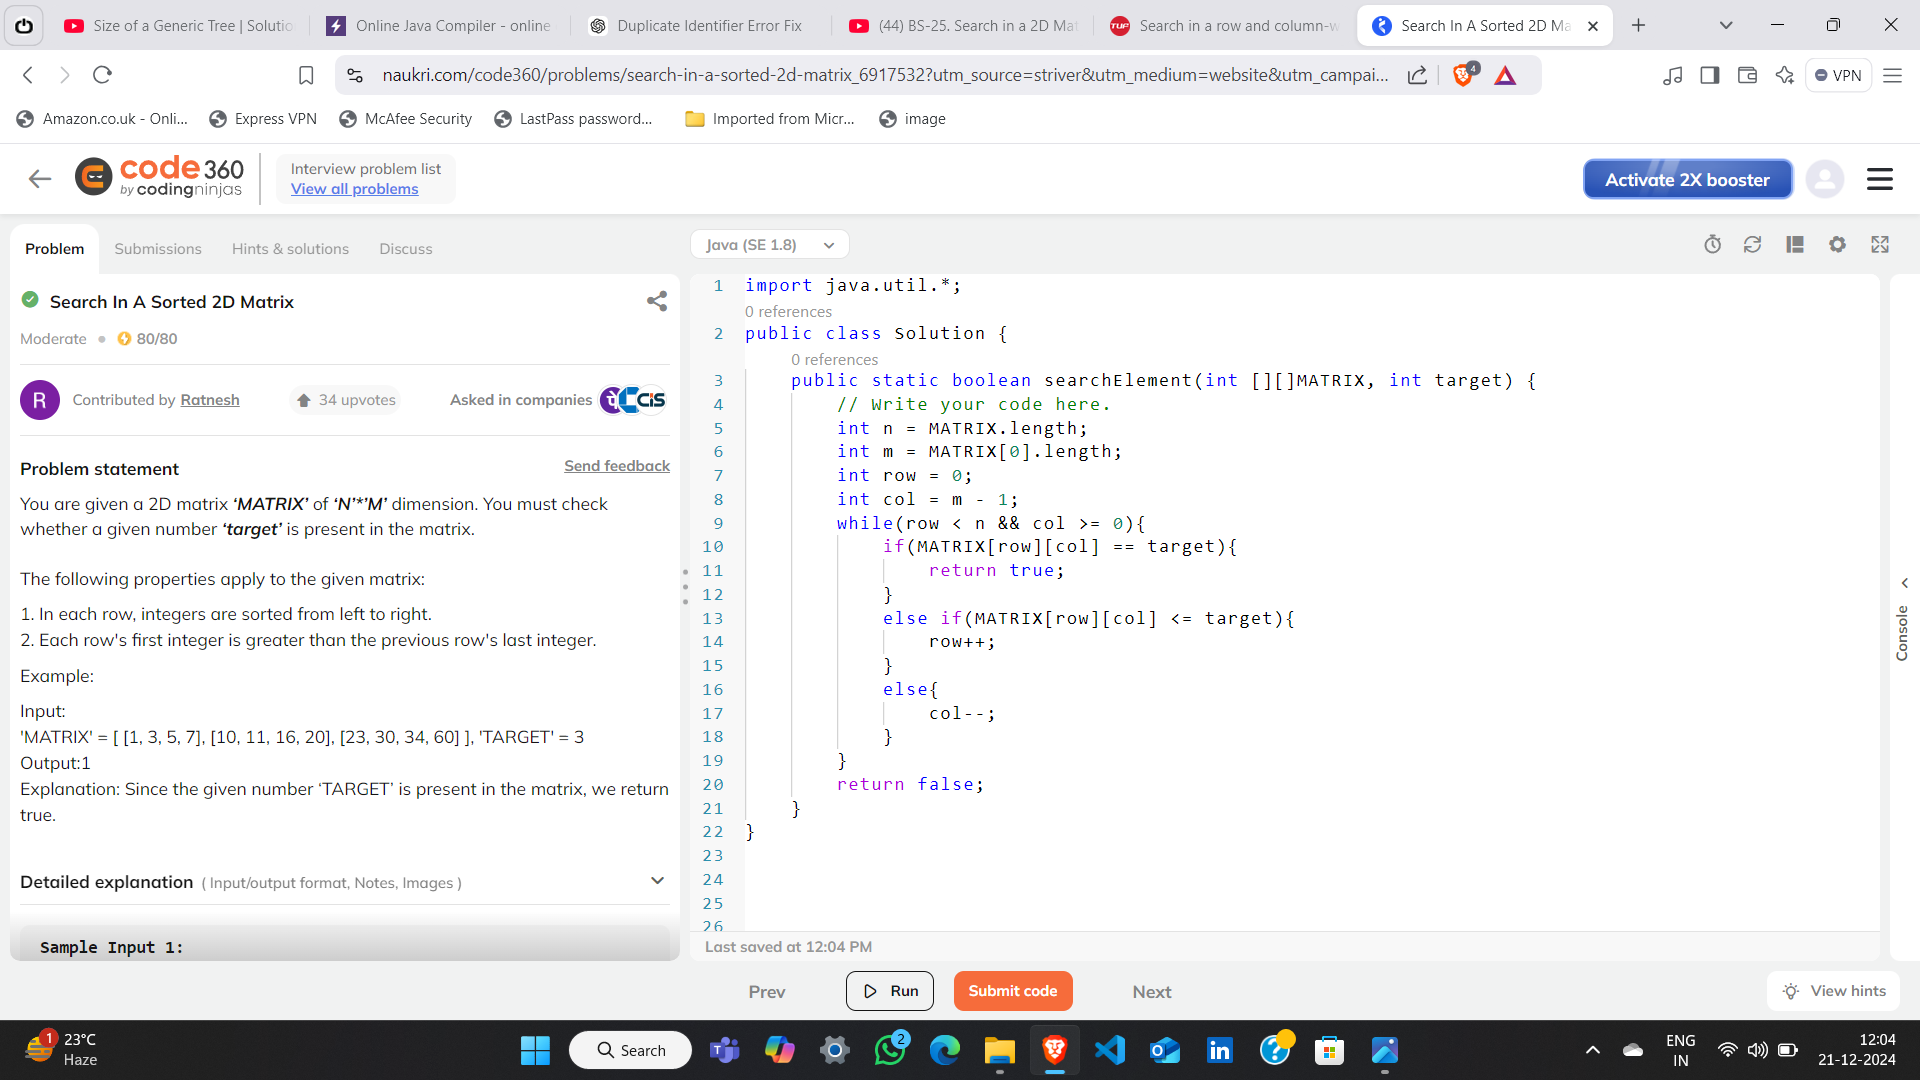 Size of a Generic Tree | Solutio
Online Java Compiler - online
Duplicate Identifier Error Fix
(44) BS-25. Search in a 2D Mat
TUF
Search in a row and column-w
Search In A Sorted 2D Ma
naukri.com/code360/problems/search-in-a-sorted-2d-matrix_6917532?utm_source=striver&utm_medium=website&utm_campai...
4
VPN
Amazon.co.uk - Onli...
Express VPN
McAfee Security
LastPass password...
Imported from Micr...
image
code 360
by codingninjas
Interview problem list
View all problems
Activate 2X booster
Problem
Submissions
Hints & solutions
Discuss
Java (SE 1.8)
Search In A Sorted 2D Matrix
Moderate • 80/80
R
Contributed by Ratnesh
34 upvotes
Asked in companies
CIS
Problem statement
Send feedback
You are given a 2D matrix ‘MATRIX’ of ‘N’*’M’ dimension. You must check
whether a given number ‘target’ is present in the matrix.
The following properties apply to the given matrix:
1. In each row, integers are sorted from left to right.
2. Each row's first integer is greater than the previous row's last integer.
Example:
Input:
'MATRIX' = [ [1, 3, 5, 7], [10, 11, 16, 20], [23, 30, 34, 60] ], 'TARGET' = 3
Output:1
Explanation: Since the given number ‘TARGET’ is present in the matrix, we return
true.
Detailed explanation ( Input/output format, Notes, Images )
Sample Input 1:
1 import java.util.*;
0 references
2 public class Solution {
0 references
3 public static boolean searchElement(int [][]MATRIX, int target) {
4 // Write your code here.
5 int n = MATRIX.length;
6 int m = MATRIX[0].length;
7 int row = 0;
8 int col = m - 1;
9 while(row < n && col >= 0){
10 if(MATRIX[row][col] == target){
11 return true;
12 }
13 else if(MATRIX[row][col] <= target){
14 row++;
15 }
16 else{
17 col--;
18 }
19 }
20 return false;
21 }
22 }
23
24
25
26
Console
Last saved at 12:04 PM
Prev
Run
Submit code
Next
View hints
1
23°C
Haze
Search
2
ENG
IN
12:04
21-12-2024